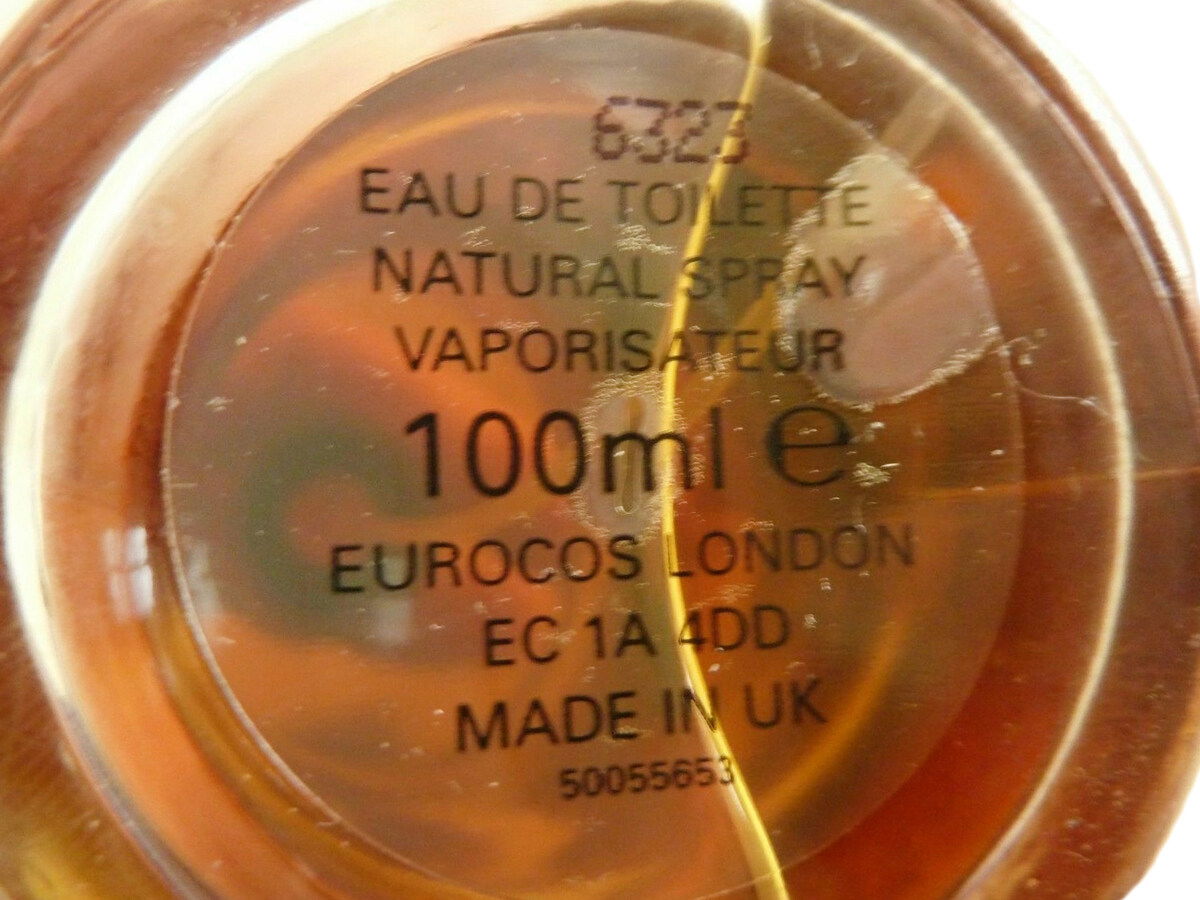 6323
EAU DE TOILETTE
NATURAL SPRAY
VAPORISATEUR
100ml e
EUROCOS LONDON
EC 1A 4DD
MADE IN UK
50055653